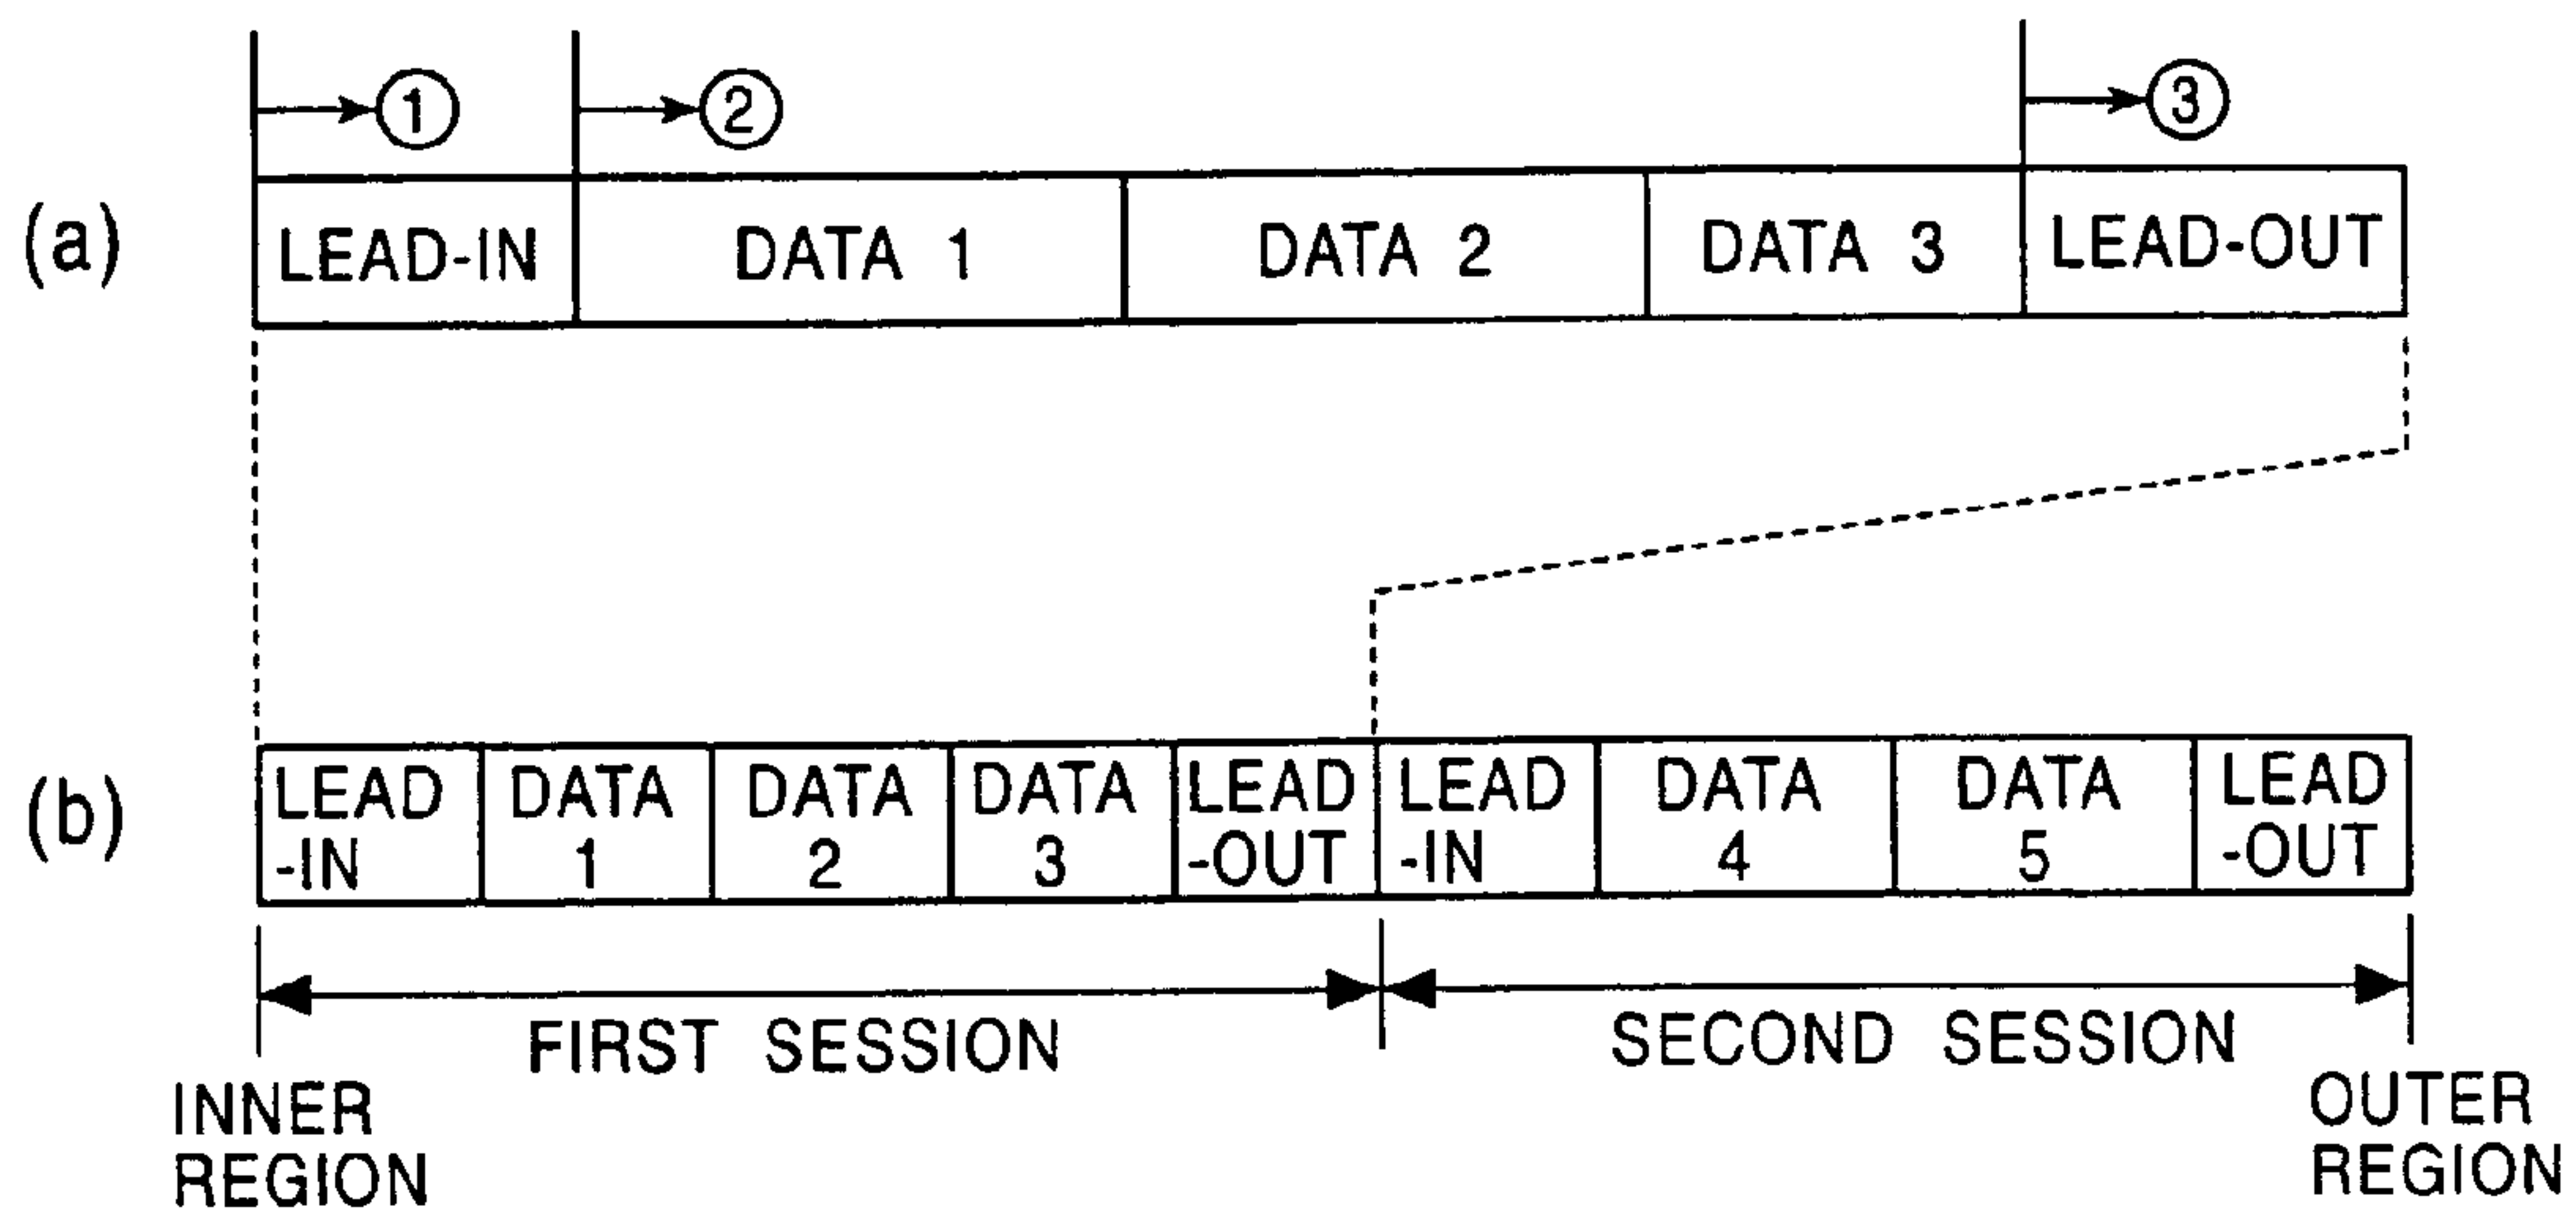 ① ② ③
(a) LEAD-IN DATA 1 DATA 2 DATA 3 LEAD-OUT
(b) LEAD DATA DATA DATA LEAD LEAD DATA DATA LEAD
-IN 1 2 3 -OUT -IN 4 5 -OUT
FIRST SESSION SECOND SESSION
INNER OUTER
REGION REGION